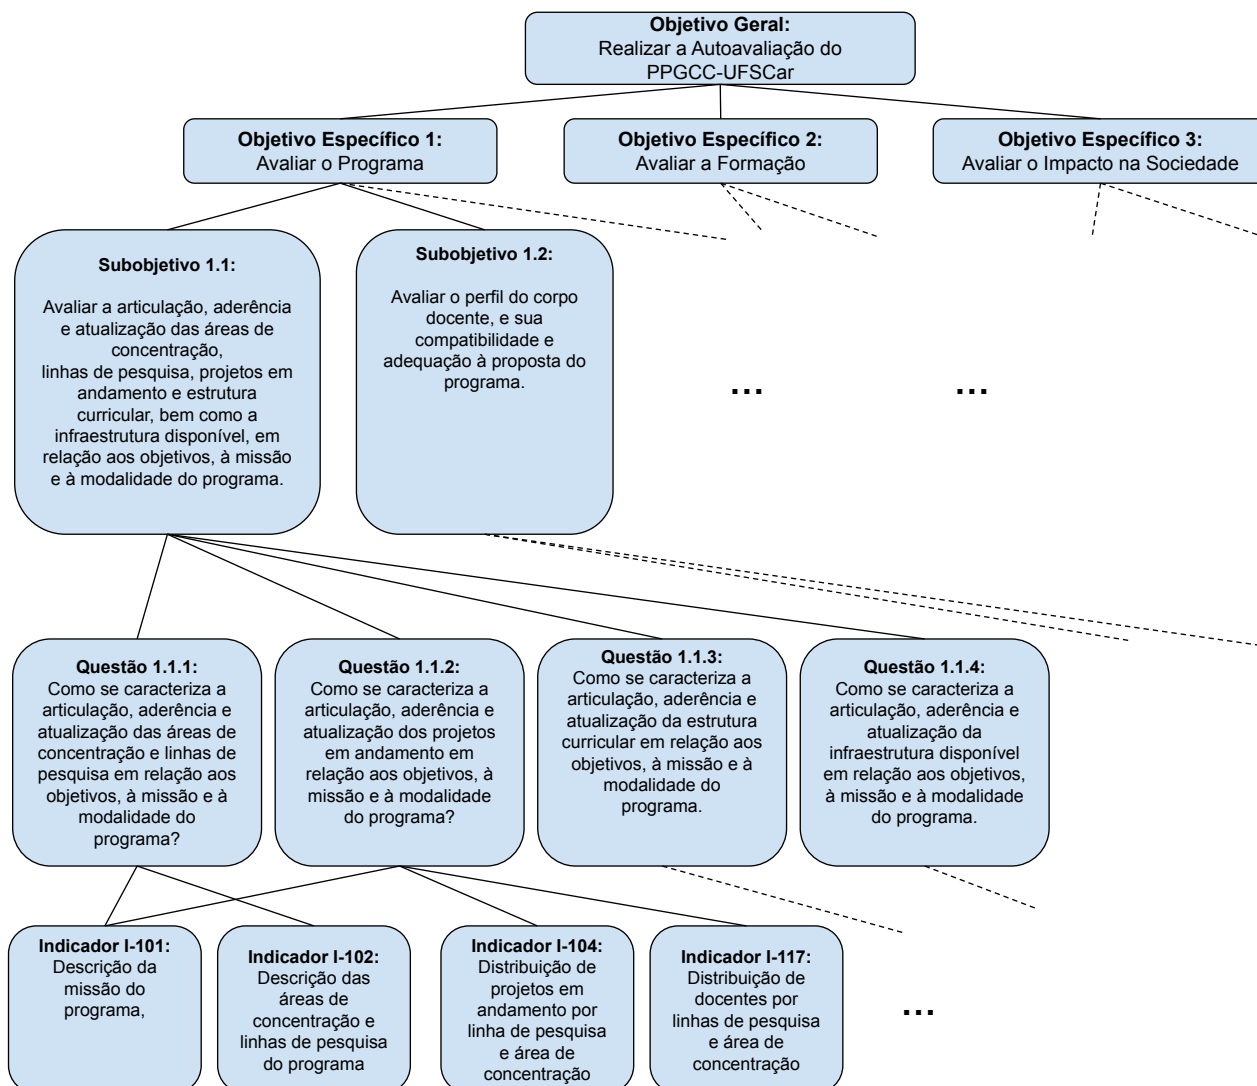 Objetivo Geral:
Realizar a Autoavaliação do
PPGCC-UFSCar
Objetivo Específico 1:
Avaliar o Programa
Objetivo Específico 2:
Avaliar a Formação
Objetivo Específico 3:
Avaliar o Impacto na Sociedade
Subobjetivo 1.1:
Avaliar a articulação, aderência
e atualização das áreas de
concentração,
linhas de pesquisa, projetos em
andamento e estrutura
curricular, bem como a
infraestrutura disponível, em
relação aos objetivos, à missão
e à modalidade do programa.
Subobjetivo 1.2:
Avaliar o perfil do corpo
docente, e sua
compatibilidade e
adequação à proposta do
programa.
...
...
Questão 1.1.1:
Como se caracteriza a
articulação, aderência e
atualização das áreas de
concentração e linhas de
pesquisa em relação aos
objetivos, à missão e à
modalidade do
programa?
Questão 1.1.2:
Como se caracteriza a
articulação, aderência e
atualização dos projetos
em andamento em
relação aos objetivos, à
missão e à modalidade
do programa?
Questão 1.1.3:
Como se caracteriza a
articulação, aderência e
atualização da estrutura
curricular em relação aos
objetivos, à missão e à
modalidade do
programa.
Questão 1.1.4:
Como se caracteriza a
articulação, aderência e
atualização da
infraestrutura disponível
em relação aos objetivos,
à missão e à modalidade
do programa.
Indicador I-101:
Descrição da
missão do
programa,
Indicador I-102:
Descrição das
áreas de
concentração e
linhas de pesquisa
do programa
Indicador I-104:
Distribuição de
projetos em
andamento por
linha de pesquisa
e área de
concentração
Indicador I-117:
Distribuição de
docentes por
linhas de pesquisa
e área de
concentração
...